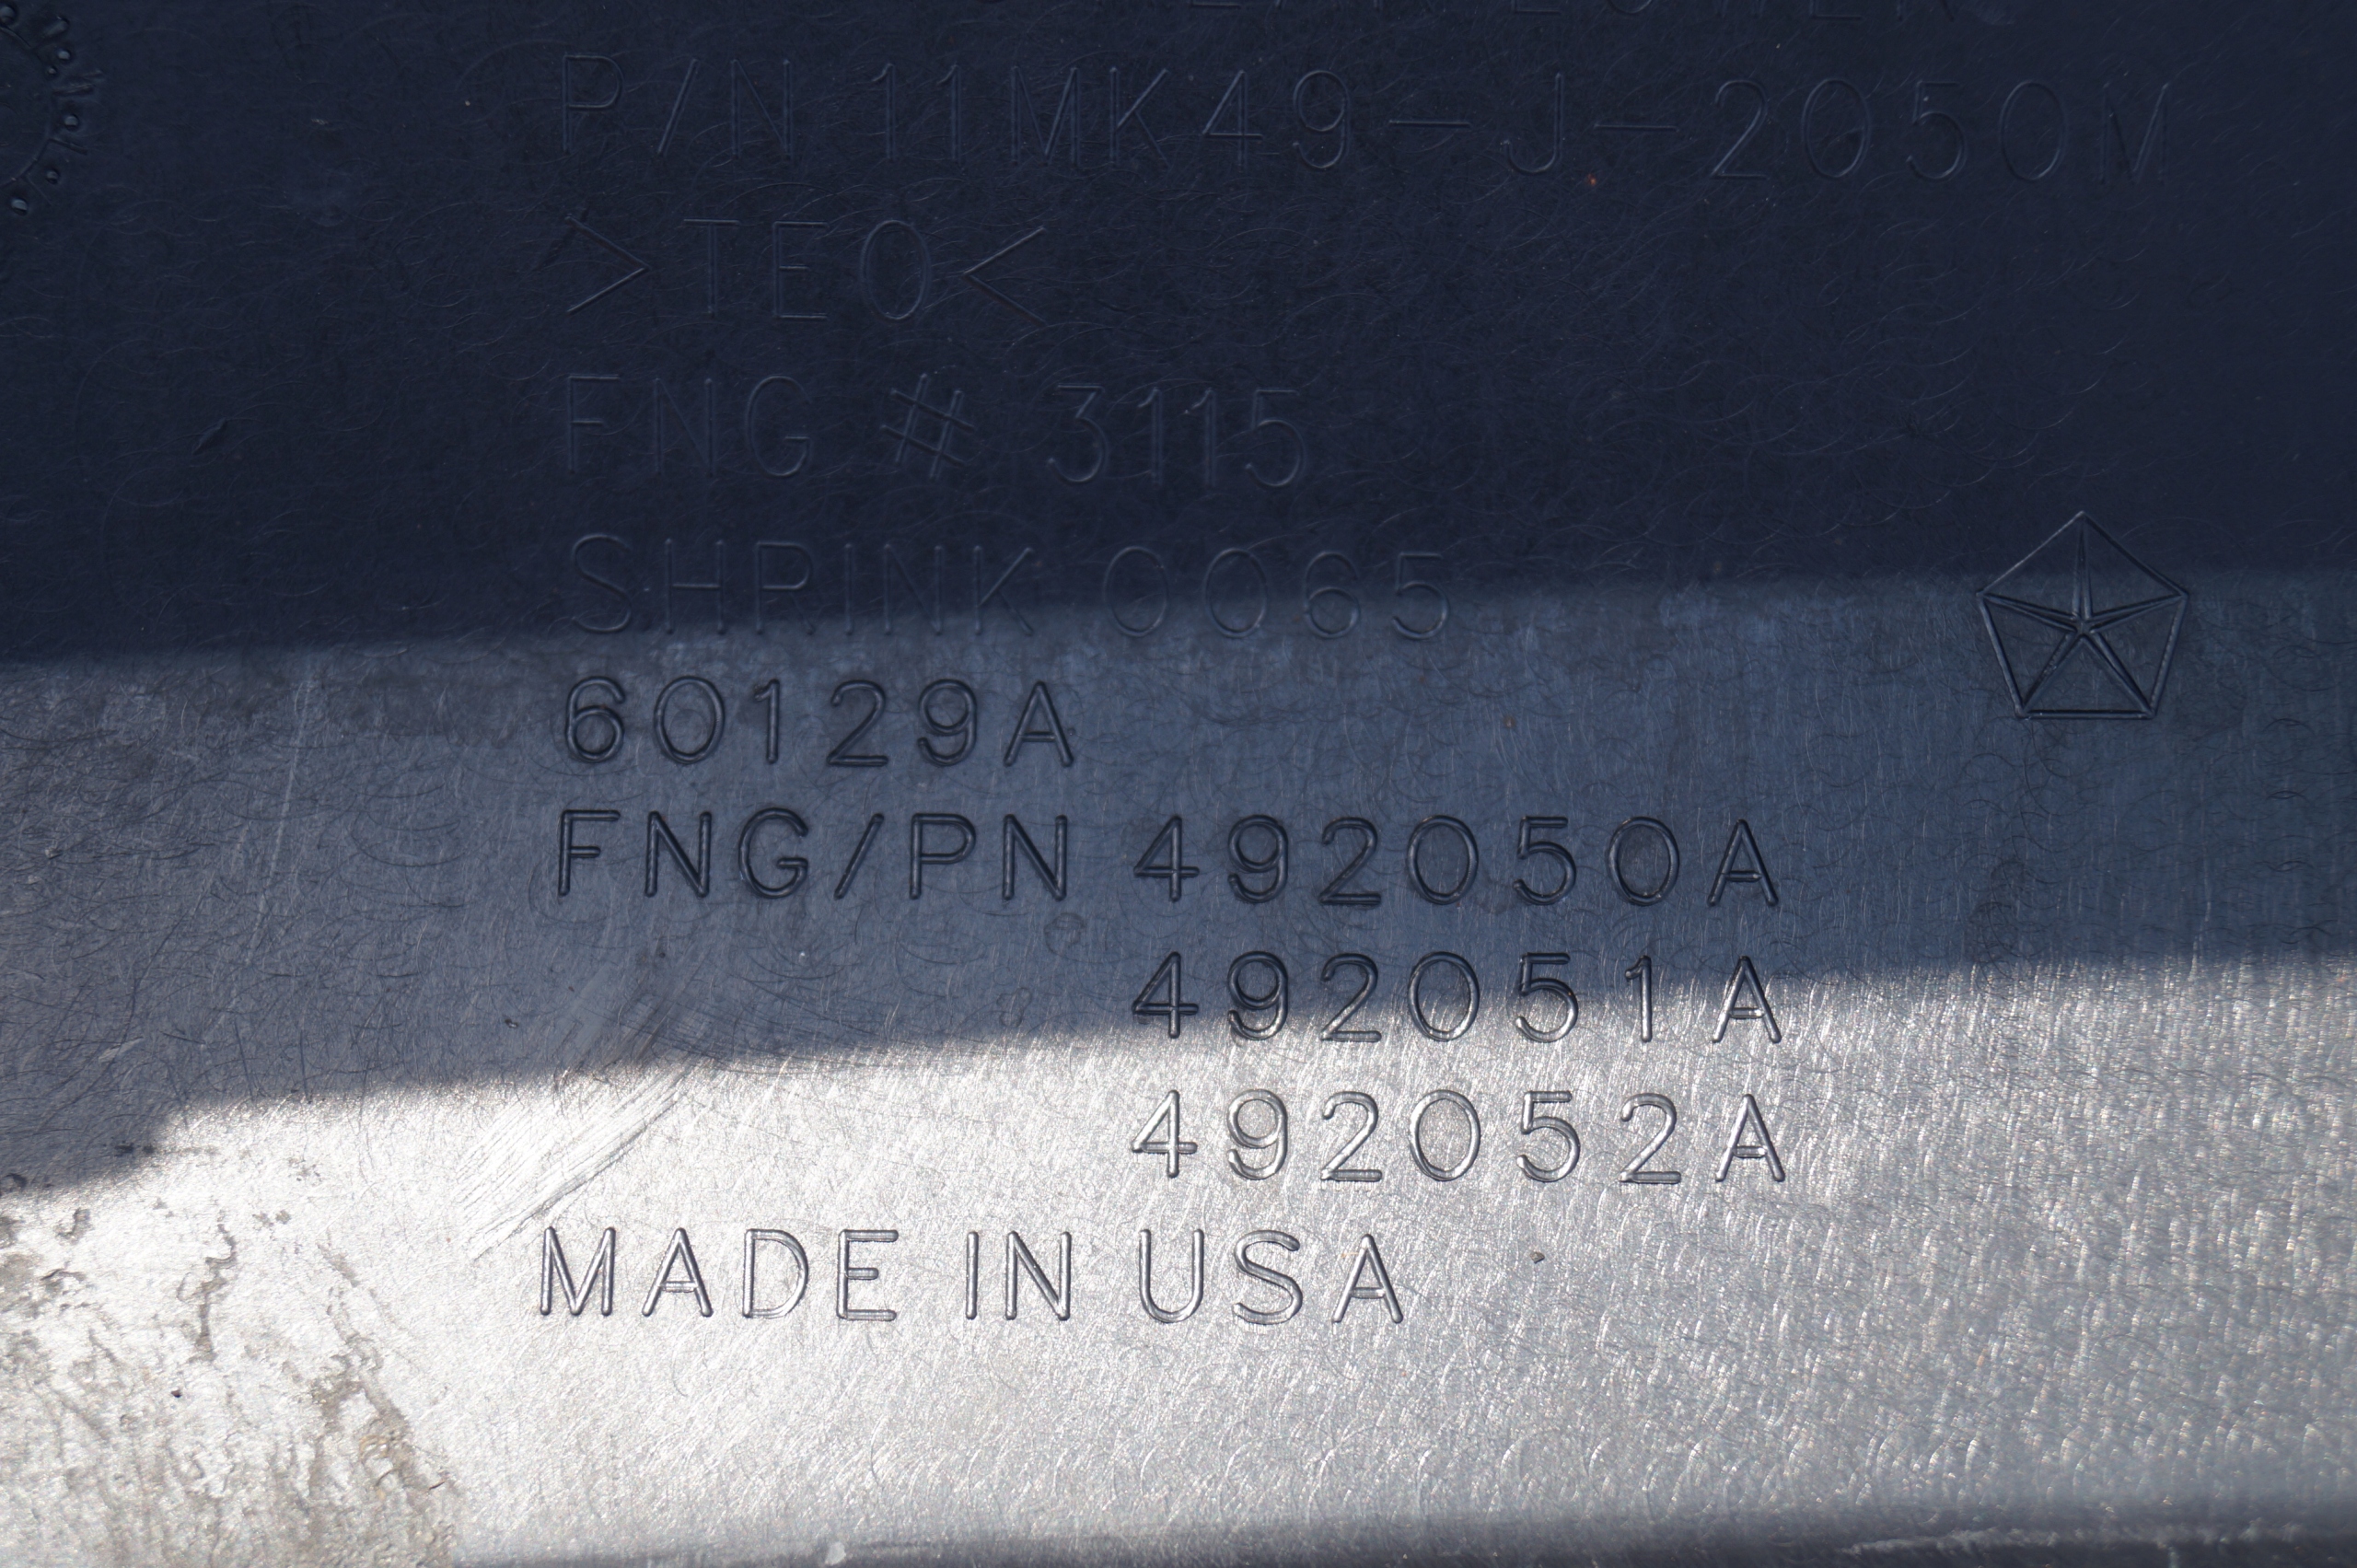 P/N 11MK49-J-2050M
>TEO<
FNG # 3115
SHRINK 0065
60129A
FNG/PN 492050A
492051A
492052A
MADE IN USA